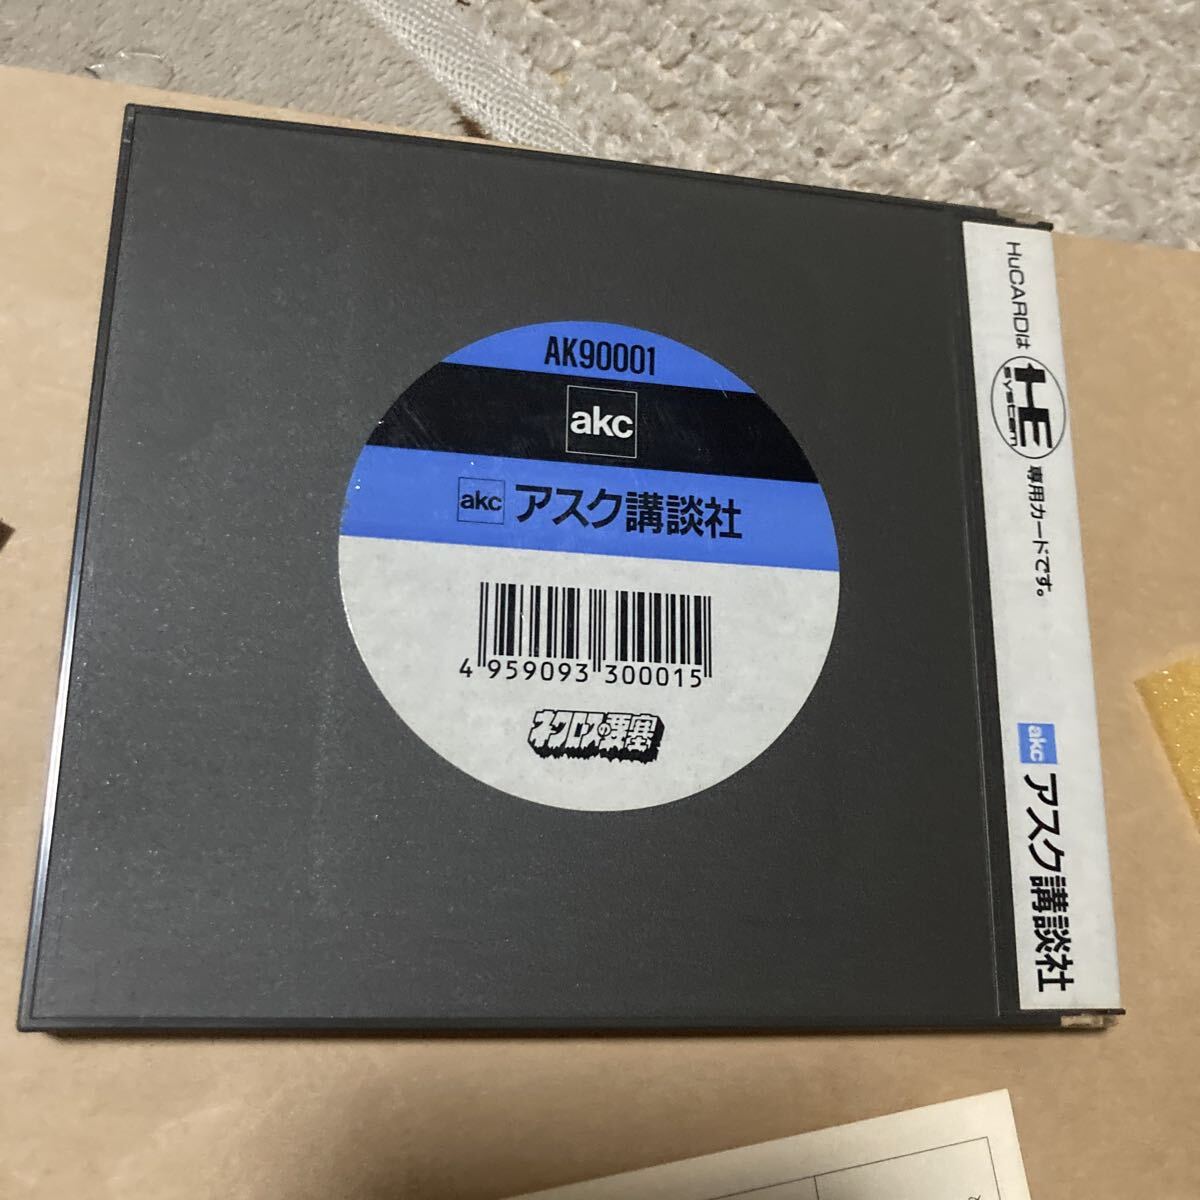 AK90001
akc
akc アスク講談社
4 959093 300015
ネクロスの要塞
HuCARDは HE system 専用カードです。
akc アスク講談社